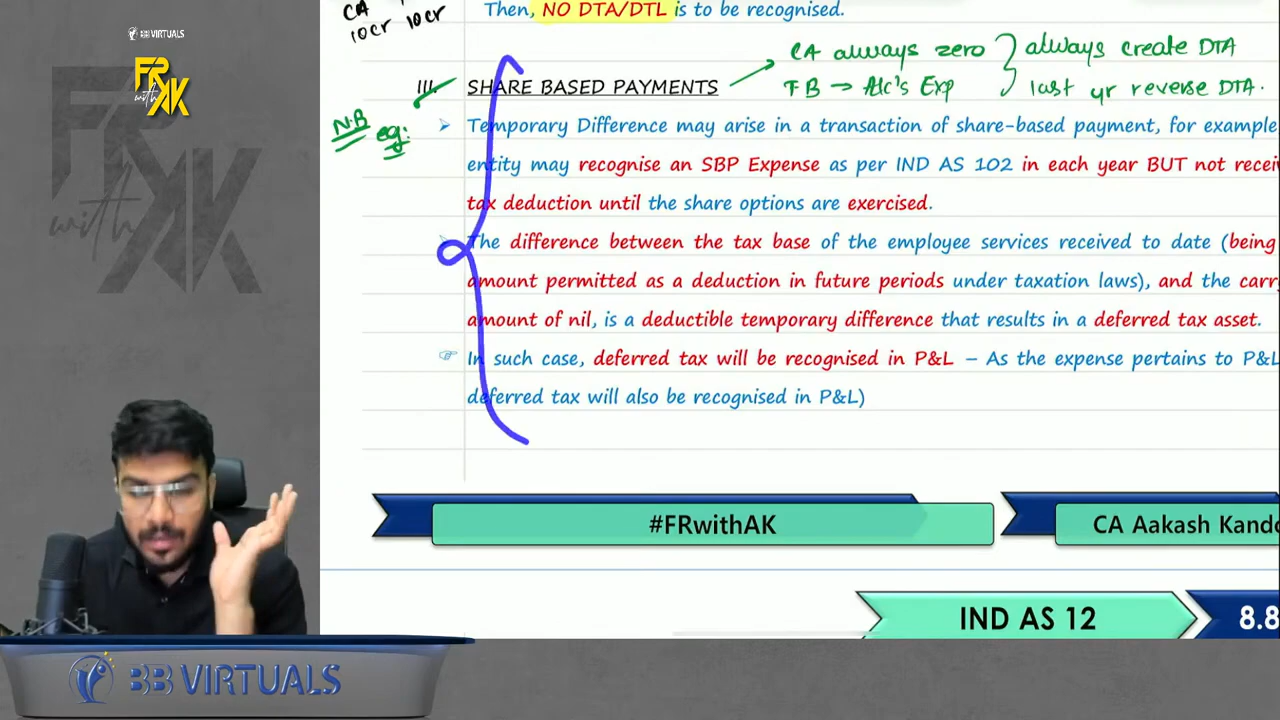 CA
10cr 10cr
Then, NO DTA/DTL is to be recognised.
BB VIRTUALS
FR
with
AK
III. SHARE BASED PAYMENTS
CA always zero
TB → A/c's Exp
always create DTA
last yr reverse DTA.
N.B
eg:
Temporary Difference may arise in a transaction of share-based payment, for example
entity may recognise an SBP Expense as per IND AS 102 in each year BUT not recei
tax deduction until the share options are exercised.
The difference between the tax base of the employee services received to date (being
amount permitted as a deduction in future periods under taxation laws), and the carry
amount of nil, is a deductible temporary difference that results in a deferred tax asset.
In such case, deferred tax will be recognised in P&L – As the expense pertains to P&L
deferred tax will also be recognised in P&L)
#FRwithAK
CA Aakash Kando
IND AS 12
8.8
BB VIRTUALS